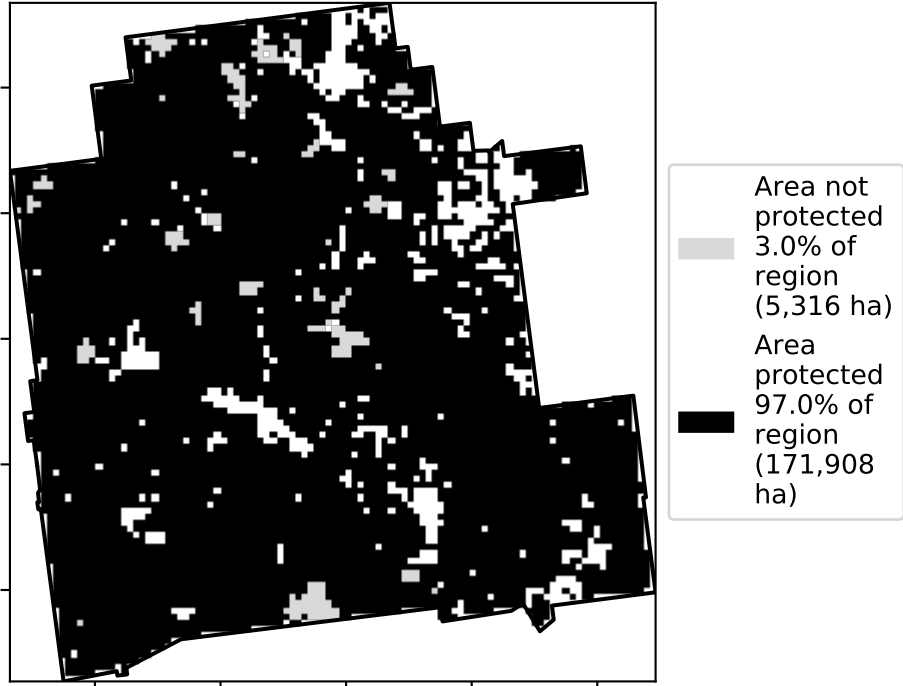 Area not
protected
3.0% of
region
(5,316 ha)
Area
protected
97.0% of
region
(171,908
ha)